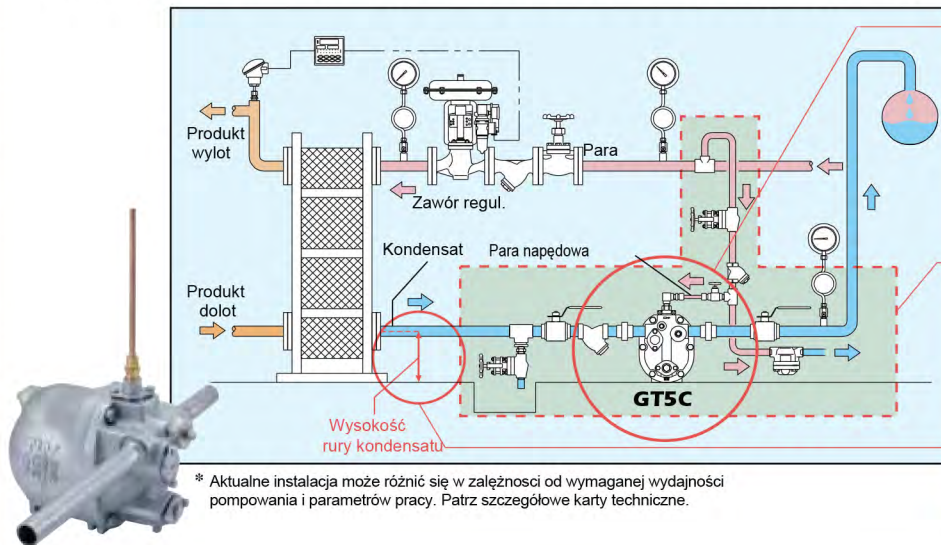 Produkt
wylot
Para
Zawór regul.
Kondensat
Para napędowa
Produkt
dolot
GT5C
Wysokość
rury kondensatu
* Aktualne instalacja może różnić się w zalężnosci od wymaganej wydajności
pompowania i parametrów pracy. Patrz szczegółowe karty techniczne.